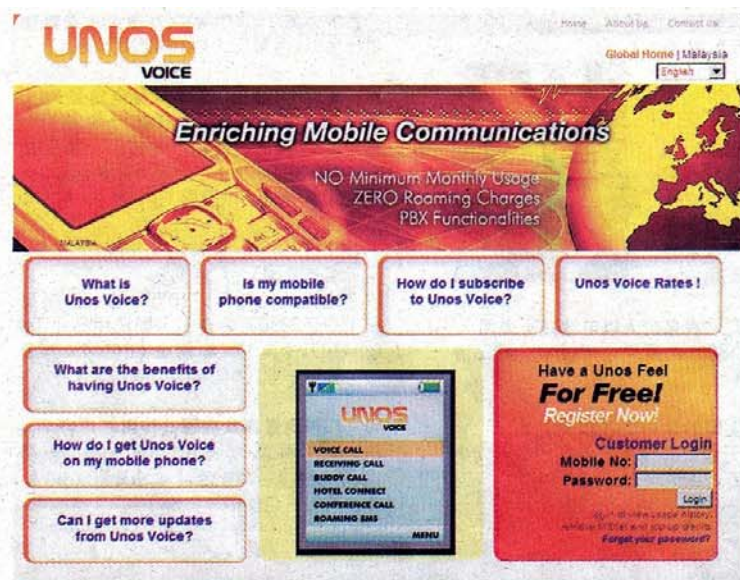 Home About Us Contact Us
UNOS
VOICE
Global Home | Malaysia
English
Enriching Mobile Communications
NO Minimum Monthly Usage
ZERO Roaming Charges
PBX Functionalities
MALAYSIA
What is
Unos Voice?
Is my mobile
phone compatible?
How do I subscribe
to Unos Voice?
Unos Voice Rates !
What are the benefits of
having Unos Voice?
How do I get Unos Voice
on my mobile phone?
Can I get more updates
from Unos Voice?
UNOS
VOICE
VOICE CALL
RECEIVING CALL
BUDDY CALL
HOTEL CONNECT
CONFERENCE CALL
ROAMING SMS
MENU
Have a Unos Feel
For Free!
Register Now!
Customer Login
Mobile No:
Password:
Login
Forget your password?